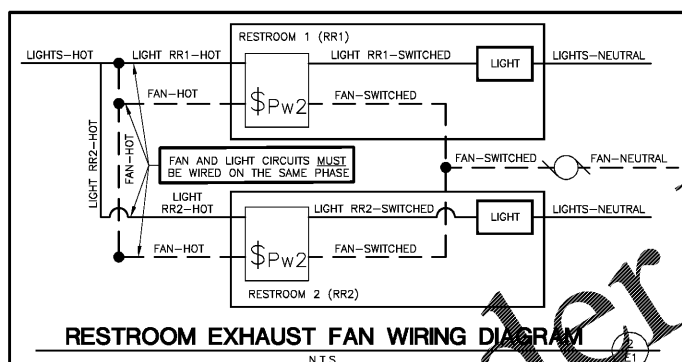 RESTROOM 1 (RR1)
LIGHTS-HOT
LIGHT RR1-HOT
LIGHT RR1-SWITCHED
LIGHT
LIGHTS-NEUTRAL
FAN-HOT
$Pw2
FAN-SWITCHED
LIGHT RR2-HOT
FAN-HOT
FAN AND LIGHT CIRCUITS MUST
BE WIRED ON THE SAME PHASE
FAN-SWITCHED
FAN-NEUTRAL
LIGHT
RR2-HOT
LIGHT RR2-SWITCHED
LIGHT
LIGHTS-NEUTRAL
FAN-HOT
$Pw2
FAN-SWITCHED
RESTROOM 2 (RR2)
RESTROOM EXHAUST FAN WIRING DIAGRAM
N.T.S.
2
E1